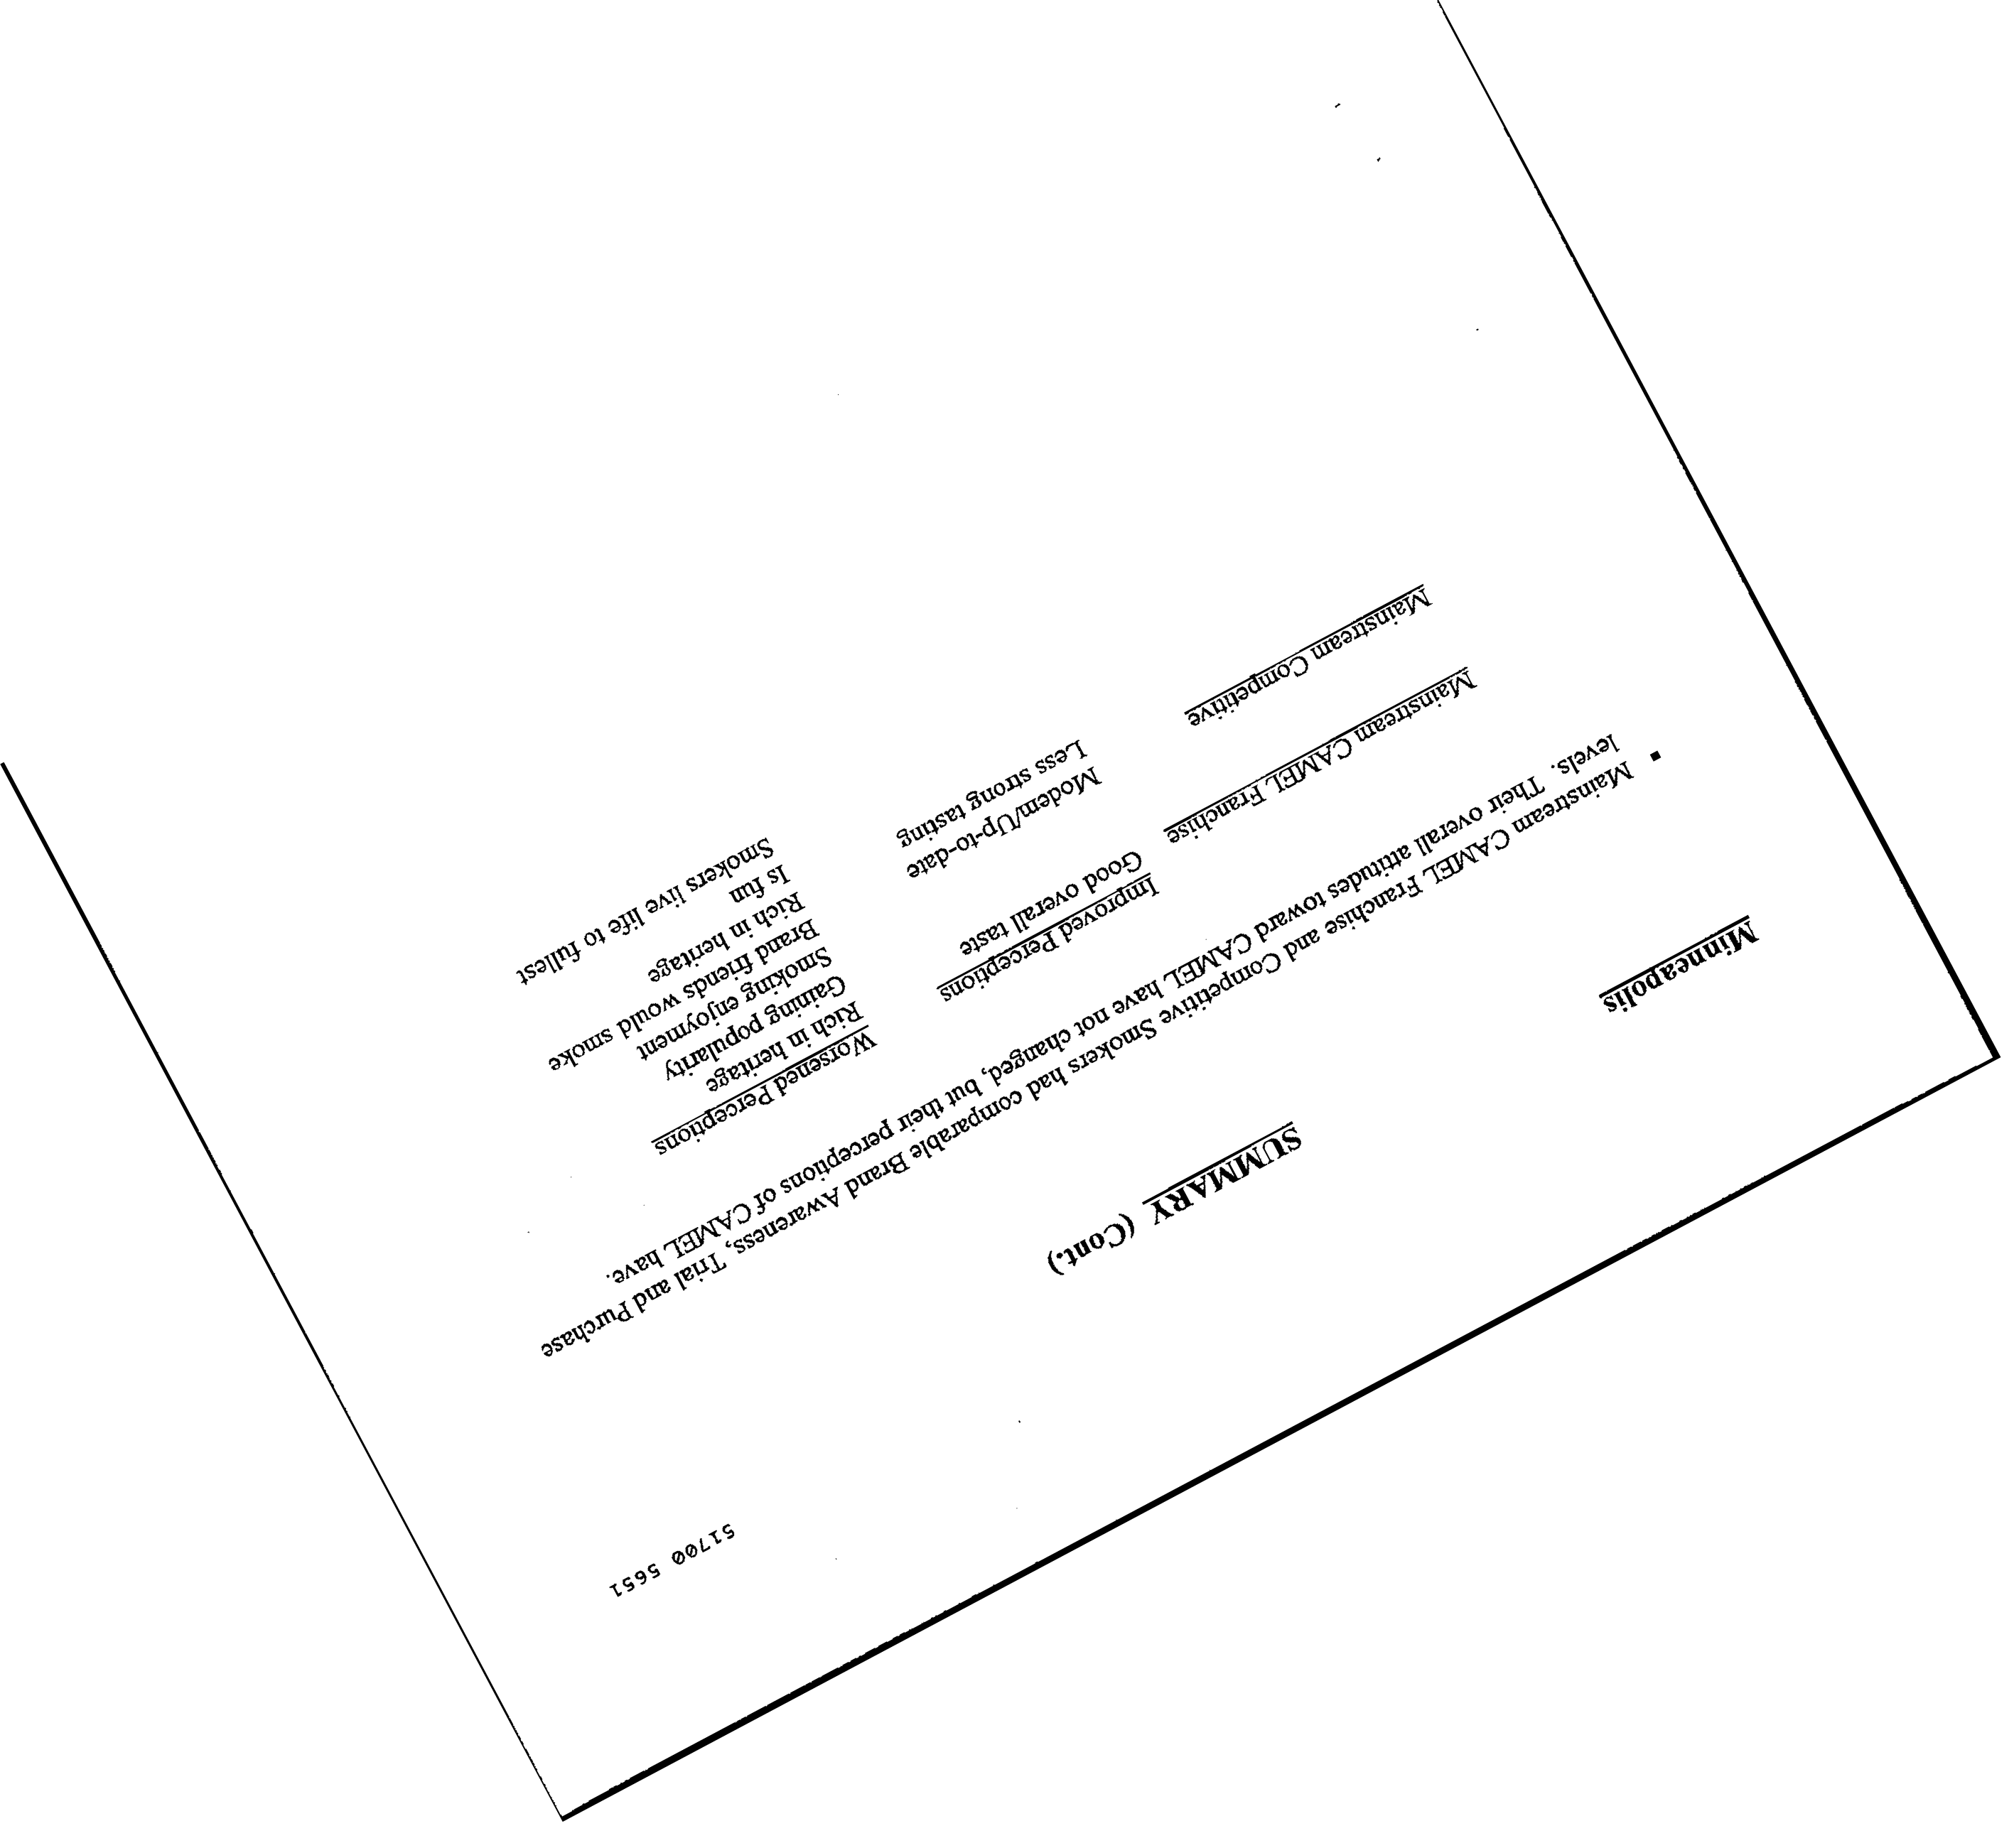 51700 5651
SUMMARY (Cont.)
Minneapolis
▪ Mainstream CAMEL Franchise and Competitive Smokers had comparable Brand Awareness, Trial and Purchase
levels. Their overall attitudes toward CAMEL have not changed, but their perceptions of CAMEL have.
Improved Perceptions Worsened Perceptions
Mainstream CAMEL Franchise Good overall taste Rich in heritage
Gaining popularity
Smoking enjoyment
Mainstream Competitive Modern/Up-to-date Brand friends would smoke
Less strong tasting Rich in heritage
Is fun
Smokers live life to fullest